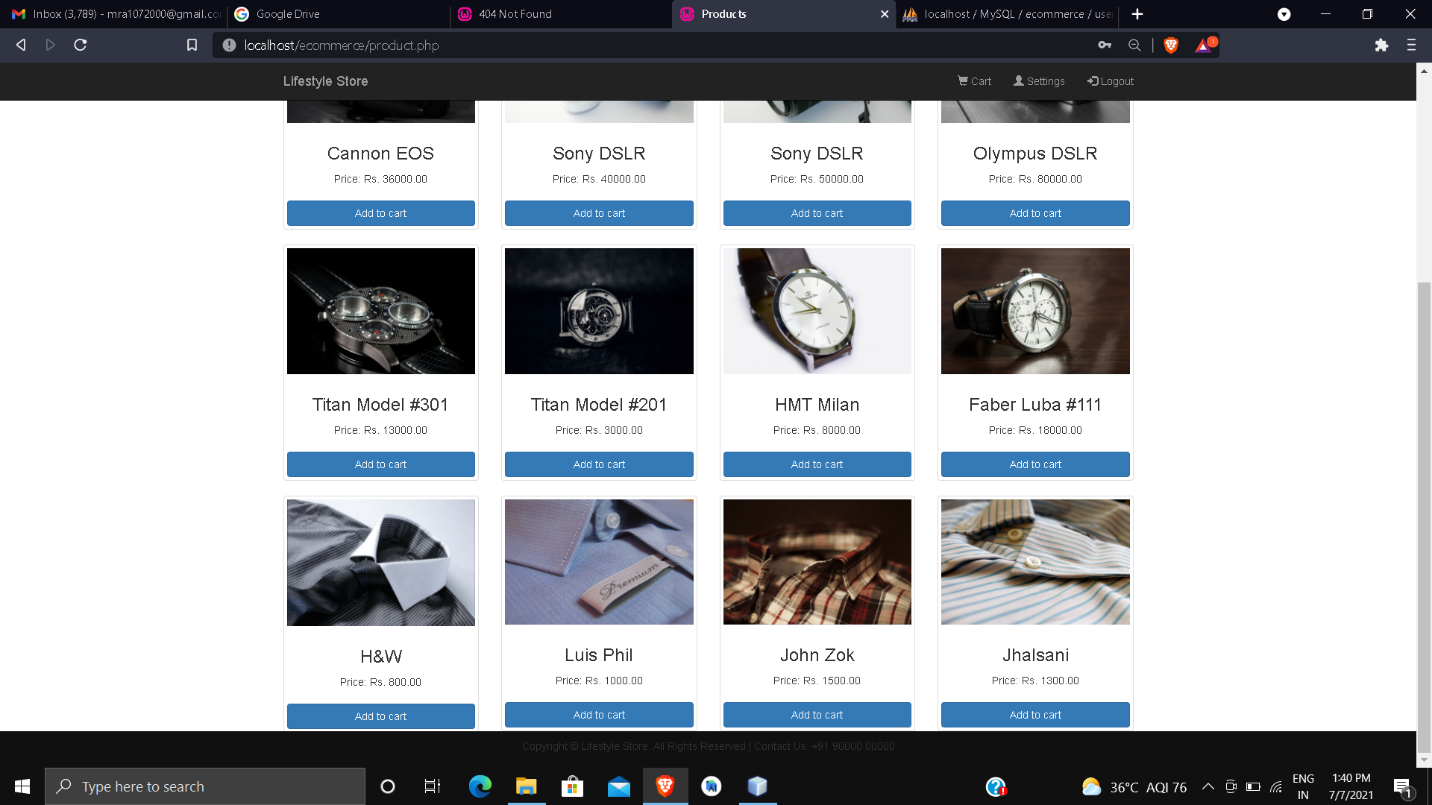 Inbox (3,789) - mra1072000@gmail.co
Google Drive
404 Not Found
Products
localhost / MySQL / ecommerce / use
localhost/ecommerce/product.php
Lifestyle Store
Cart
Settings
Logout
Cannon EOS
Sony DSLR
Sony DSLR
Olympus DSLR
Price: Rs. 36000.00
Price: Rs. 40000.00
Price: Rs. 50000.00
Price: Rs. 80000.00
Add to cart
Add to cart
Add to cart
Add to cart
Titan Model #301
Titan Model #201
HMT Milan
Faber Luba #111
Price: Rs. 13000.00
Price: Rs. 3000.00
Price: Rs. 8000.00
Price: Rs. 18000.00
Add to cart
Add to cart
Add to cart
Add to cart
Premium
H&W
Luis Phil
John Zok
Jhalsani
Price: Rs. 800.00
Price: Rs. 1000.00
Price: Rs. 1500.00
Price: Rs. 1300.00
Add to cart
Add to cart
Add to cart
Add to cart
Copyright © Lifestyle Store. All Rights Reserved | Contact Us: +91 90000 00000
Type here to search
36°C AQI 76
ENG
IN
1:40 PM
7/7/2021
1